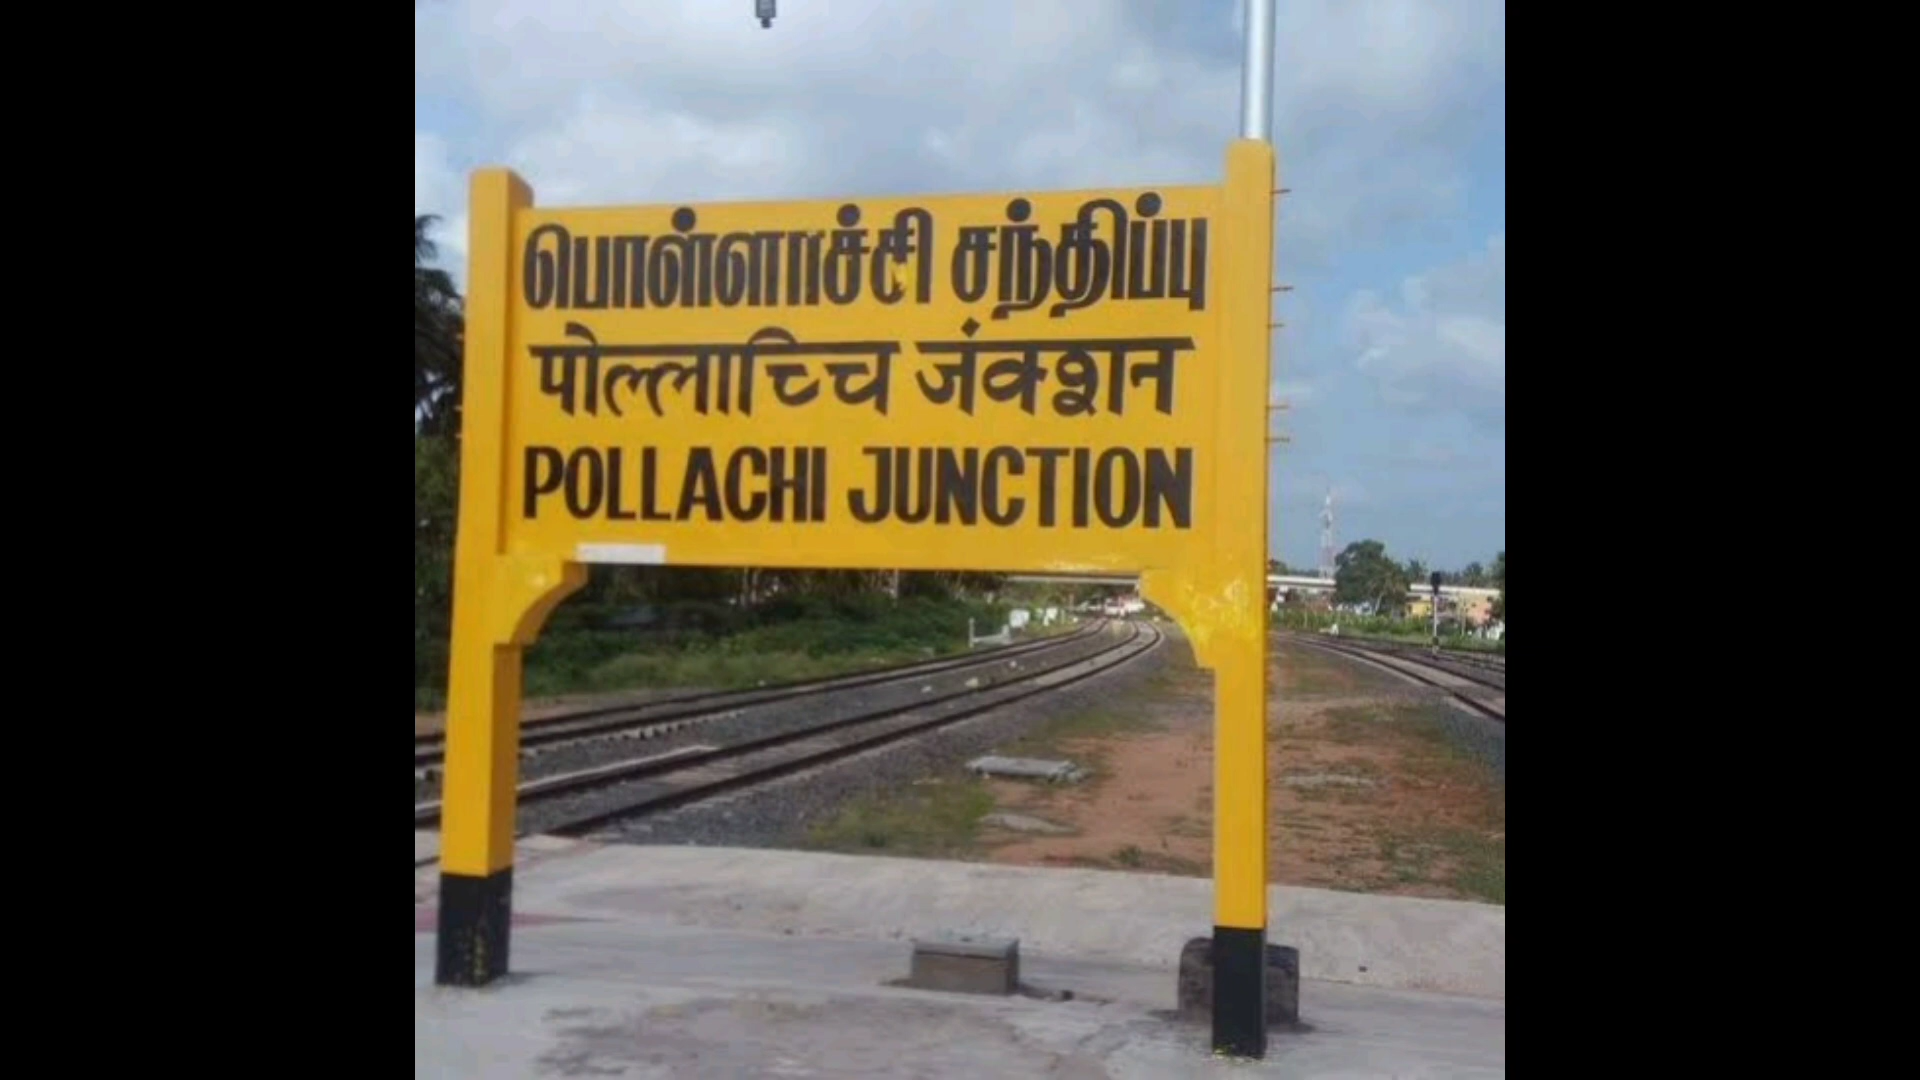 பொள்ளாச்சி சந்திப்பு
पोल्लाच्चि जंक्शन
POLLACHI JUNCTION